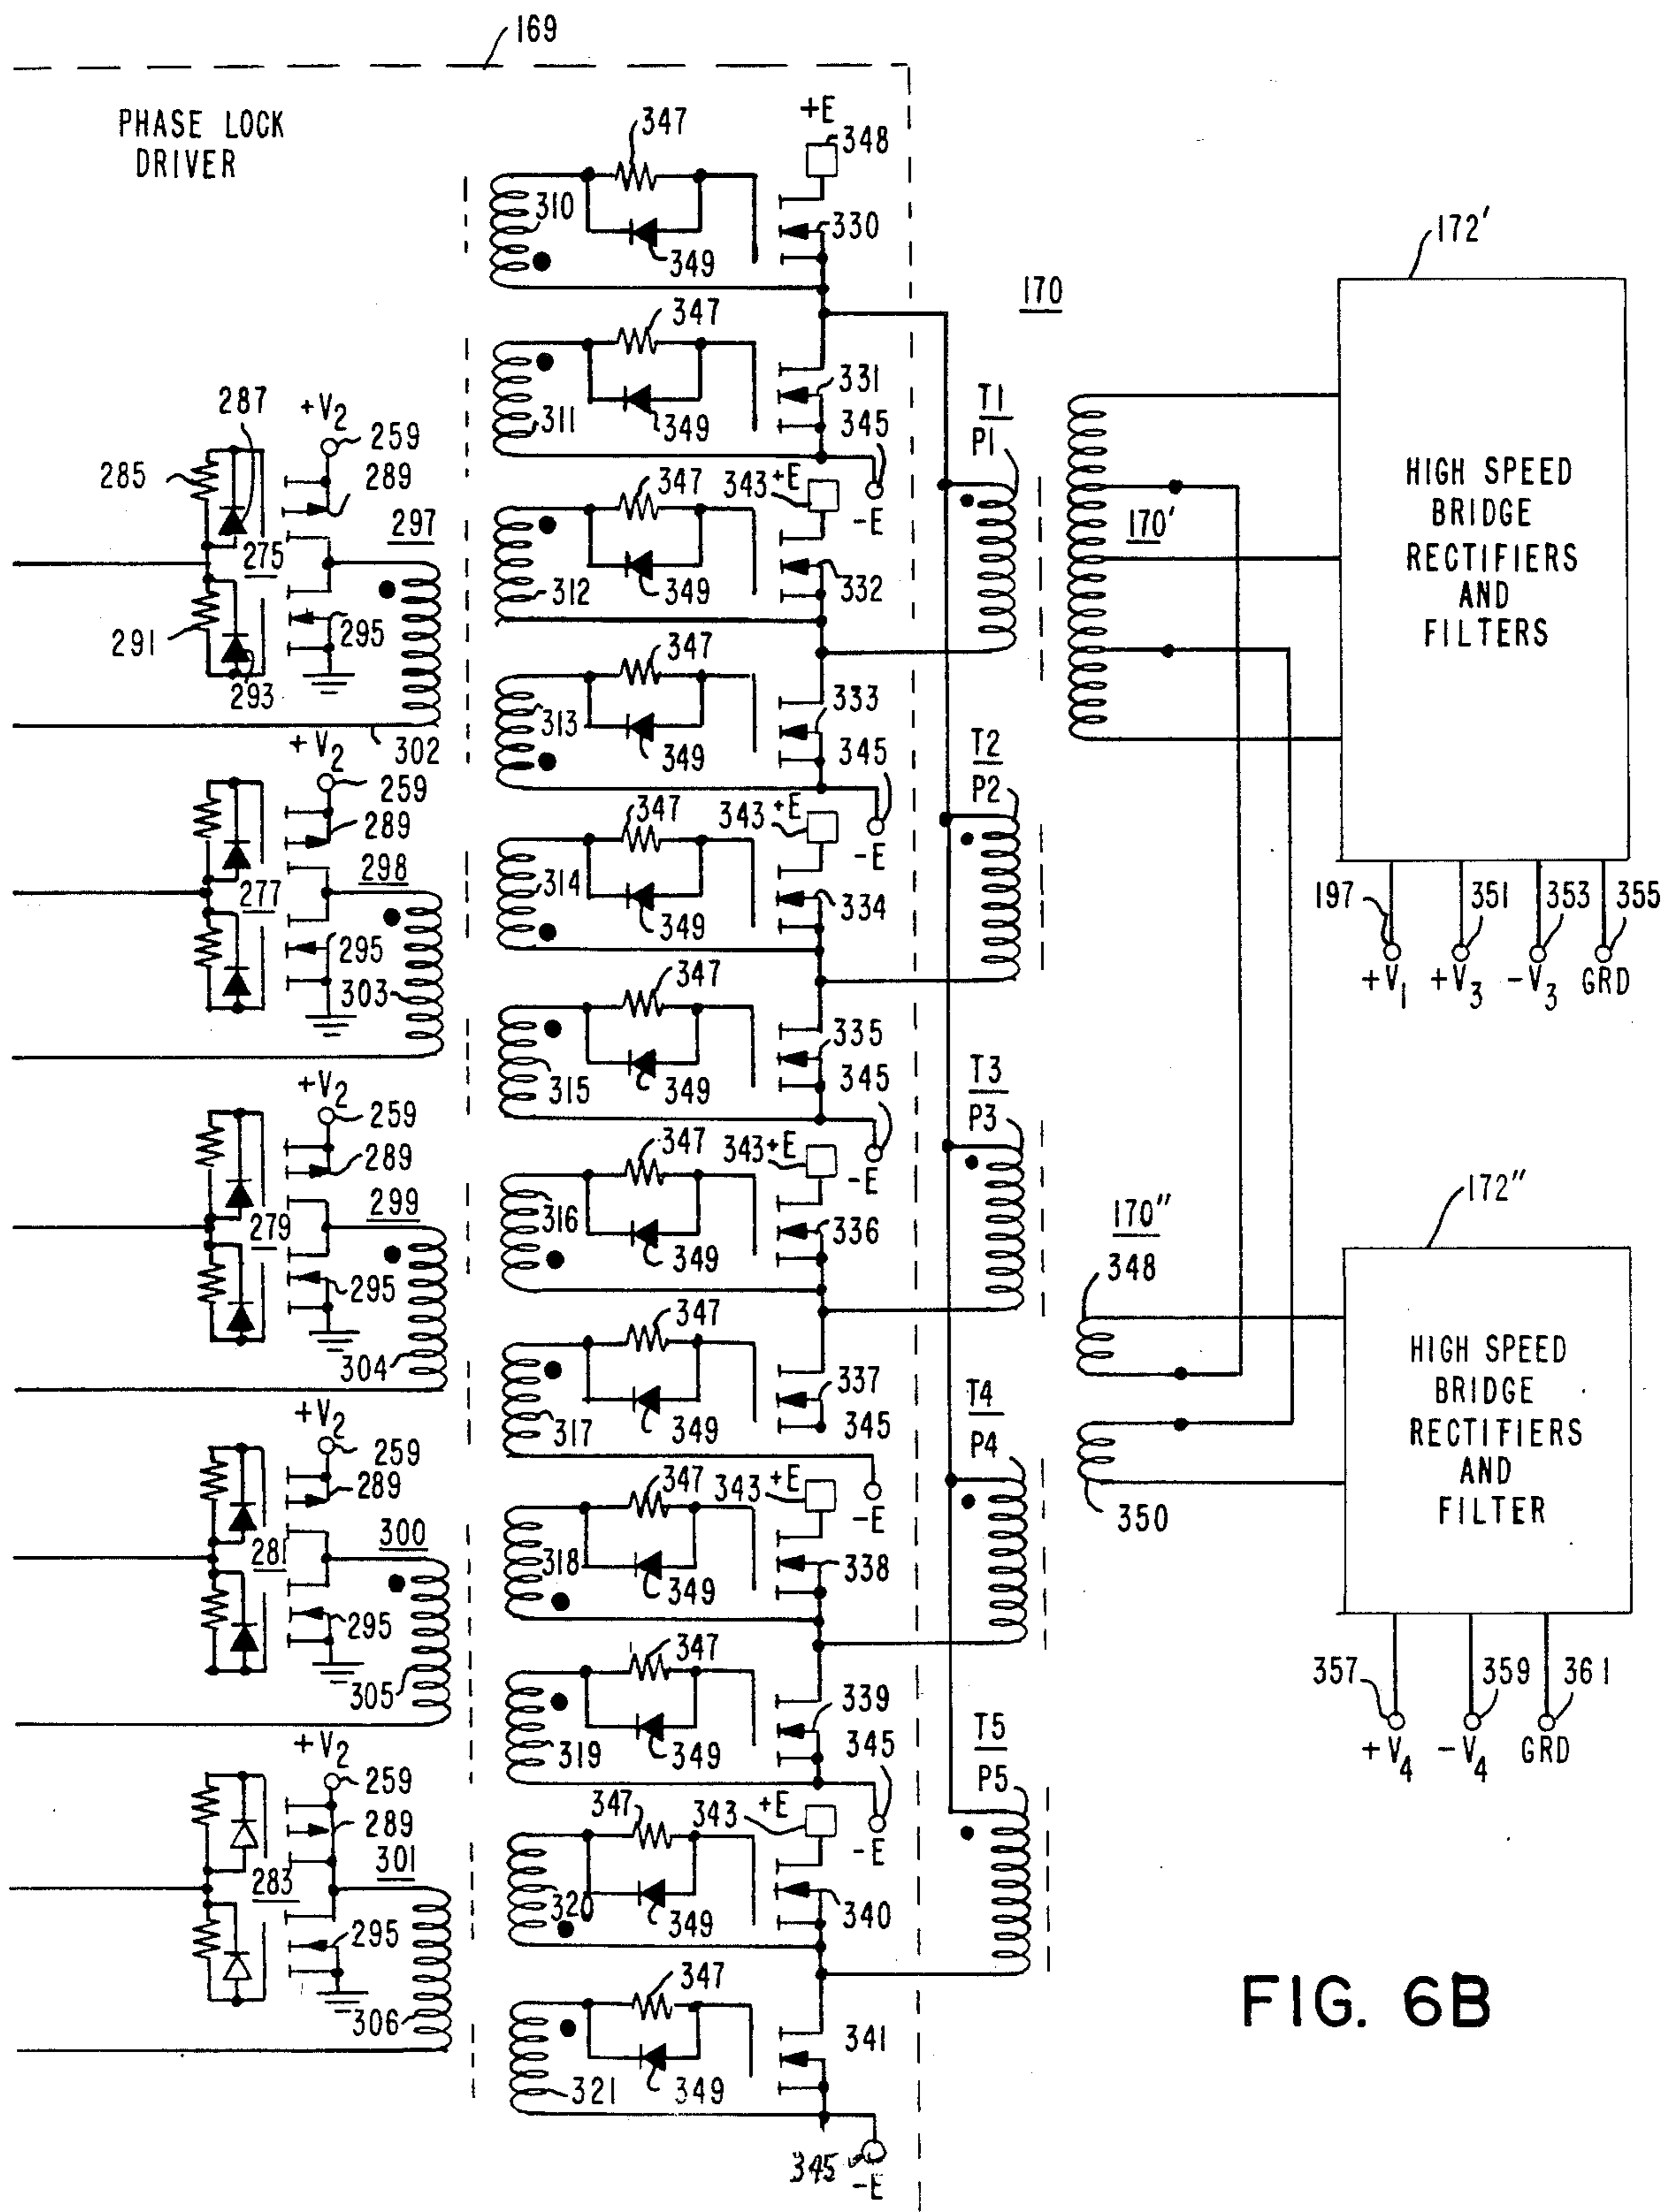 169
PHASE LOCK
DRIVER
347
+E
348
310
330
349
172'
170
347
331
287
+V2
259
311
349
345
T1
P1
285
289
347
343
+E
-E
HIGH SPEED
BRIDGE
RECTIFIERS
AND
FILTERS
297
170'
275
349
312
332
291
295
293
347
313
333
349
345
302
+V2
T2
P2
259
347
343
+E
-E
289
298
314
349
334
277
197
351
353
355
+V1
+V3
-V3
GRD
295
347
303
335
315
349
345
+V2
T3
P3
259
347
343
+E
-E
289
299
316
336
349
170"
172"
279
348
295
347
304
337
T4
317
349
345
P4
HIGH SPEED
BRIDGE
RECTIFIERS
AND
FILTER
+V2
259
347
343
+E
-E
289
350
300
281
318
349
338
295
347
357
359
361
305
339
+V2
319
349
345
T5
P5
+V4
-V4
GRD
259
347
343
+E
-E
289
301
283
320
349
340
295
347
FIG. 6B
306
341
321
349
345
-E